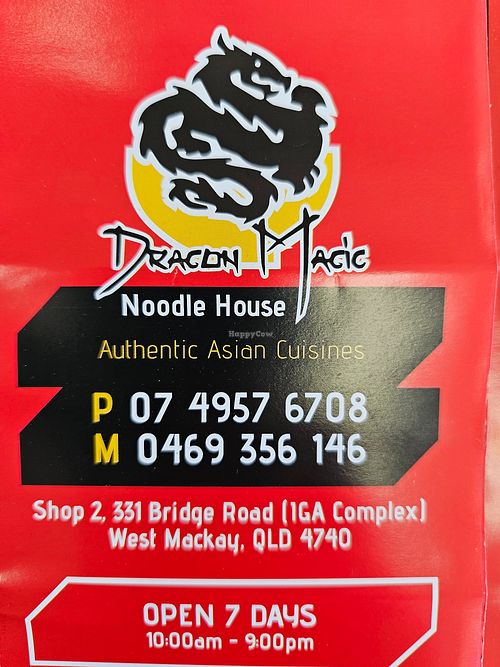 Dragon Magic
Noodle House
HappyCow
Authentic Asian Cuisines
P 07 4957 6708
M 0469 356 146
Shop 2, 331 Bridge Road (IGA Complex)
West Mackay, QLD 4740
OPEN 7 DAYS
10:00am - 9:00pm